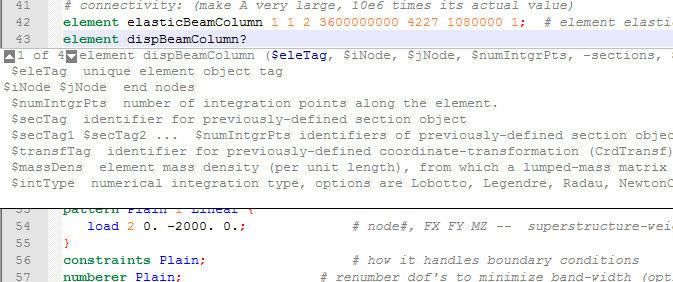 41 # connectivity: (make A very large, 10e6 times its actual value)
42 element elasticBeamColumn 1 1 2 3600000000 4227 1080000 1; # element elasti
43 element dispBeamColumn?
1 of 4 element dispBeamColumn ($eleTag, $iNode, $jNode, $numIntgrPts, -sections,
$eleTag unique element object tag
$iNode $jNode end nodes
$numIntgrPts number of integration points along the element.
$secTag identifier for previously-defined section object
$secTag1 $secTag2 ... $numIntgrPts identifiers of previously-defined section objec
$transfTag identifier for previously-defined coordinate-transformation (CrdTransf)
$massDens element mass density (per unit length), from which a lumped-mass matrix
$intType numerical integration type, options are Lobotto, Legendre, Radau, NewtonC
53 pattern Plain 1 Linear {
54 load 2 0. -2000. 0.; # node#, FX FY MZ -- superstructure-wei
55 }
56 constraints Plain; # how it handles boundary conditions
57 numberer Plain; # renumber dof's to minimize band-width (opt